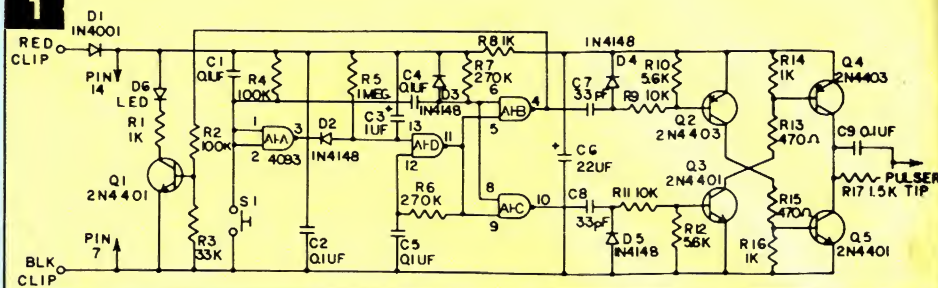 1
D1
1N4001
RED
CLIP
PIN
14
D6
LED
R1
1K
Q1
2N4401
R2
100K
R3
33K
PIN
7
BLK
CLIP
C1
0.1UF
R4
100K
1
2
A1-A
3
4093
S1
C2
0.1UF
D2
1N4148
R5
1MEG.
C3
1UF
+
C4
0.1UF
D3
1N4148
13
12
A1-D
11
R6
270K
C5
0.1UF
R8 1K
R7
270K
6
5
A1-B
4
8
9
A1-C
10
+
C6
22UF
1N4148
D4
C7
33pF
R9 10K
R10
5.6K
Q2
2N4403
C8
33pF
D5
1N4148
R11 10K
R12
5.6K
Q3
2N4401
R14
1K
R13
470Ω
R15
470Ω
R16
1K
Q4
2N4403
C9 0.1UF
PULSER
TIP
R17 1.5K
Q5
2N4401